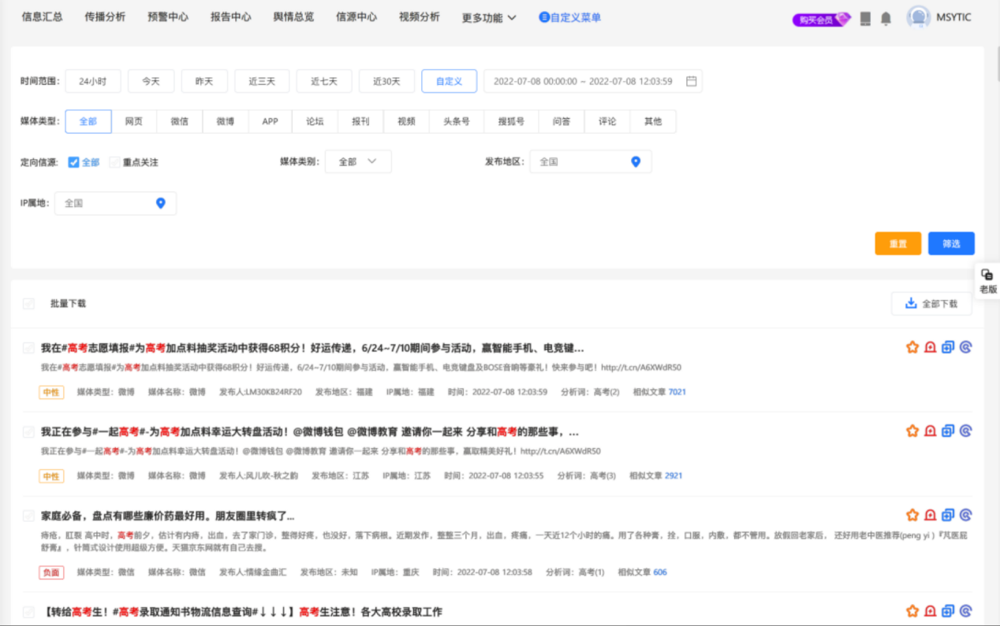 信息汇总 传播分析 预警中心 报告中心 舆情总览 信源中心 视频分析 更多功能 自定义菜单 购买会员 MSYTIC
时间范围: 24小时 今天 昨天 近三天 近七天 近30天 自定义 2022-07-08 00:00:00 ~ 2022-07-08 12:03:59
媒体类型: 全部 网页 微信 微博 APP 论坛 报刊 视频 头条号 搜狐号 问答 评论 其他
定向信源: 全部 重点关注 媒体类别: 全部 发布地区: 全国
IP属地: 全国
重置 筛选
老版
批量下载 全部下载
我在#高考志愿填报#为高考加点料抽奖活动中获得68积分！好运传递，6/24~7/10期间参与活动，赢智能手机、电竞键...
我在#高考志愿填报#为高考加点料抽奖活动中获得68积分！好运传递，6/24~7/10期间参与活动，赢智能手机、电竞键盘及BOSE音响等豪礼！快来参与吧！http://t.cn/A6XWdR50
中性 媒体类型：微博 媒体名称：微博 发布人:LM30KB24RF20 发布地区：福建 IP属地：福建 时间：2022-07-08 12:03:59 分析词：高考(2) 相似文章 7021
我正在参与#一起高考#-为高考加点料幸运大转盘活动！@微博钱包 @微博教育 邀请你一起来 分享和高考的那些事，...
我正在参与#一起高考#-为高考加点料幸运大转盘活动！@微博钱包 @微博教育 邀请你一起来 分享和高考的那些事，赢取精美好礼！http://t.cn/A6XWdR50
中性 媒体类型：微博 媒体名称：微博 发布人:风儿吹-秋之韵 发布地区：江苏 IP属地：江苏 时间：2022-07-08 12:03:55 分析词：高考(3) 相似文章 2921
家庭必备，盘点有哪些廉价药最好用。朋友圈里转疯了...
痔疮，肛裂 高中时，高考前夕，估计有内痔，出血，去了家门诊，整得好疼，也没好，落下病根。近期发作，整整三个月，出血，疼痛，一天近12个小时的痛。用了各种膏，拴，口服，内敷，都不管用。放假回老家后， 还好用老中医推荐(peng yi )『芃医屁
舒膏』，针筒式设计使用超级方便。天猫京东网就有自己去搜。
负面 媒体类型：微信 媒体名称：微信 发布人:情缘金曲汇 发布地区：未知 IP属地：重庆 时间：2022-07-08 12:03:58 分析词：高考(1) 相似文章 606
【转给高考生！#高考录取通知书物流信息查询#↓↓↓】高考生注意！各大高校录取工作